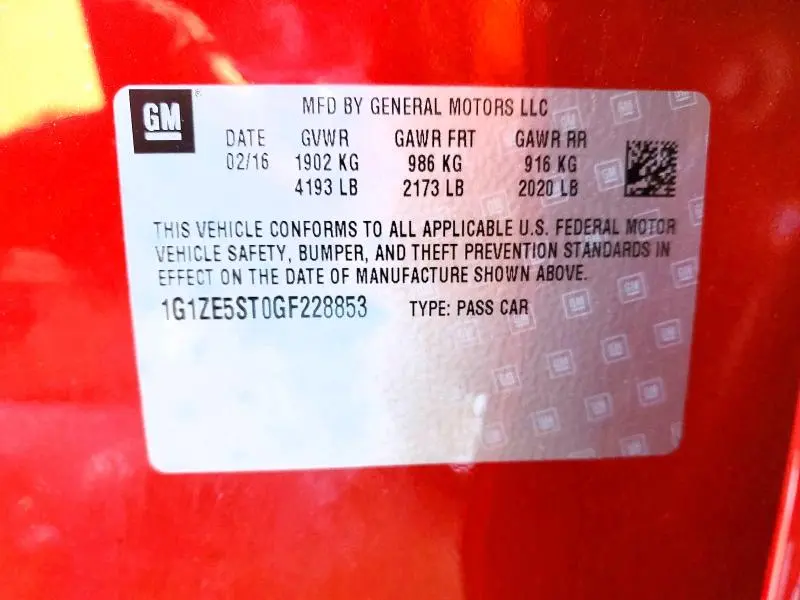 GM
MFD BY GENERAL MOTORS LLC
DATE GVWR GAWR FRT GAWR RR
02/16 1902 KG 986 KG 916 KG
4193 LB 2173 LB 2020 LB
THIS VEHICLE CONFORMS TO ALL APPLICABLE U.S. FEDERAL MOTOR
VEHICLE SAFETY, BUMPER, AND THEFT PREVENTION STANDARDS IN
EFFECT ON THE DATE OF MANUFACTURE SHOWN ABOVE.
1G1ZE5ST0GF228853 TYPE: PASS CAR